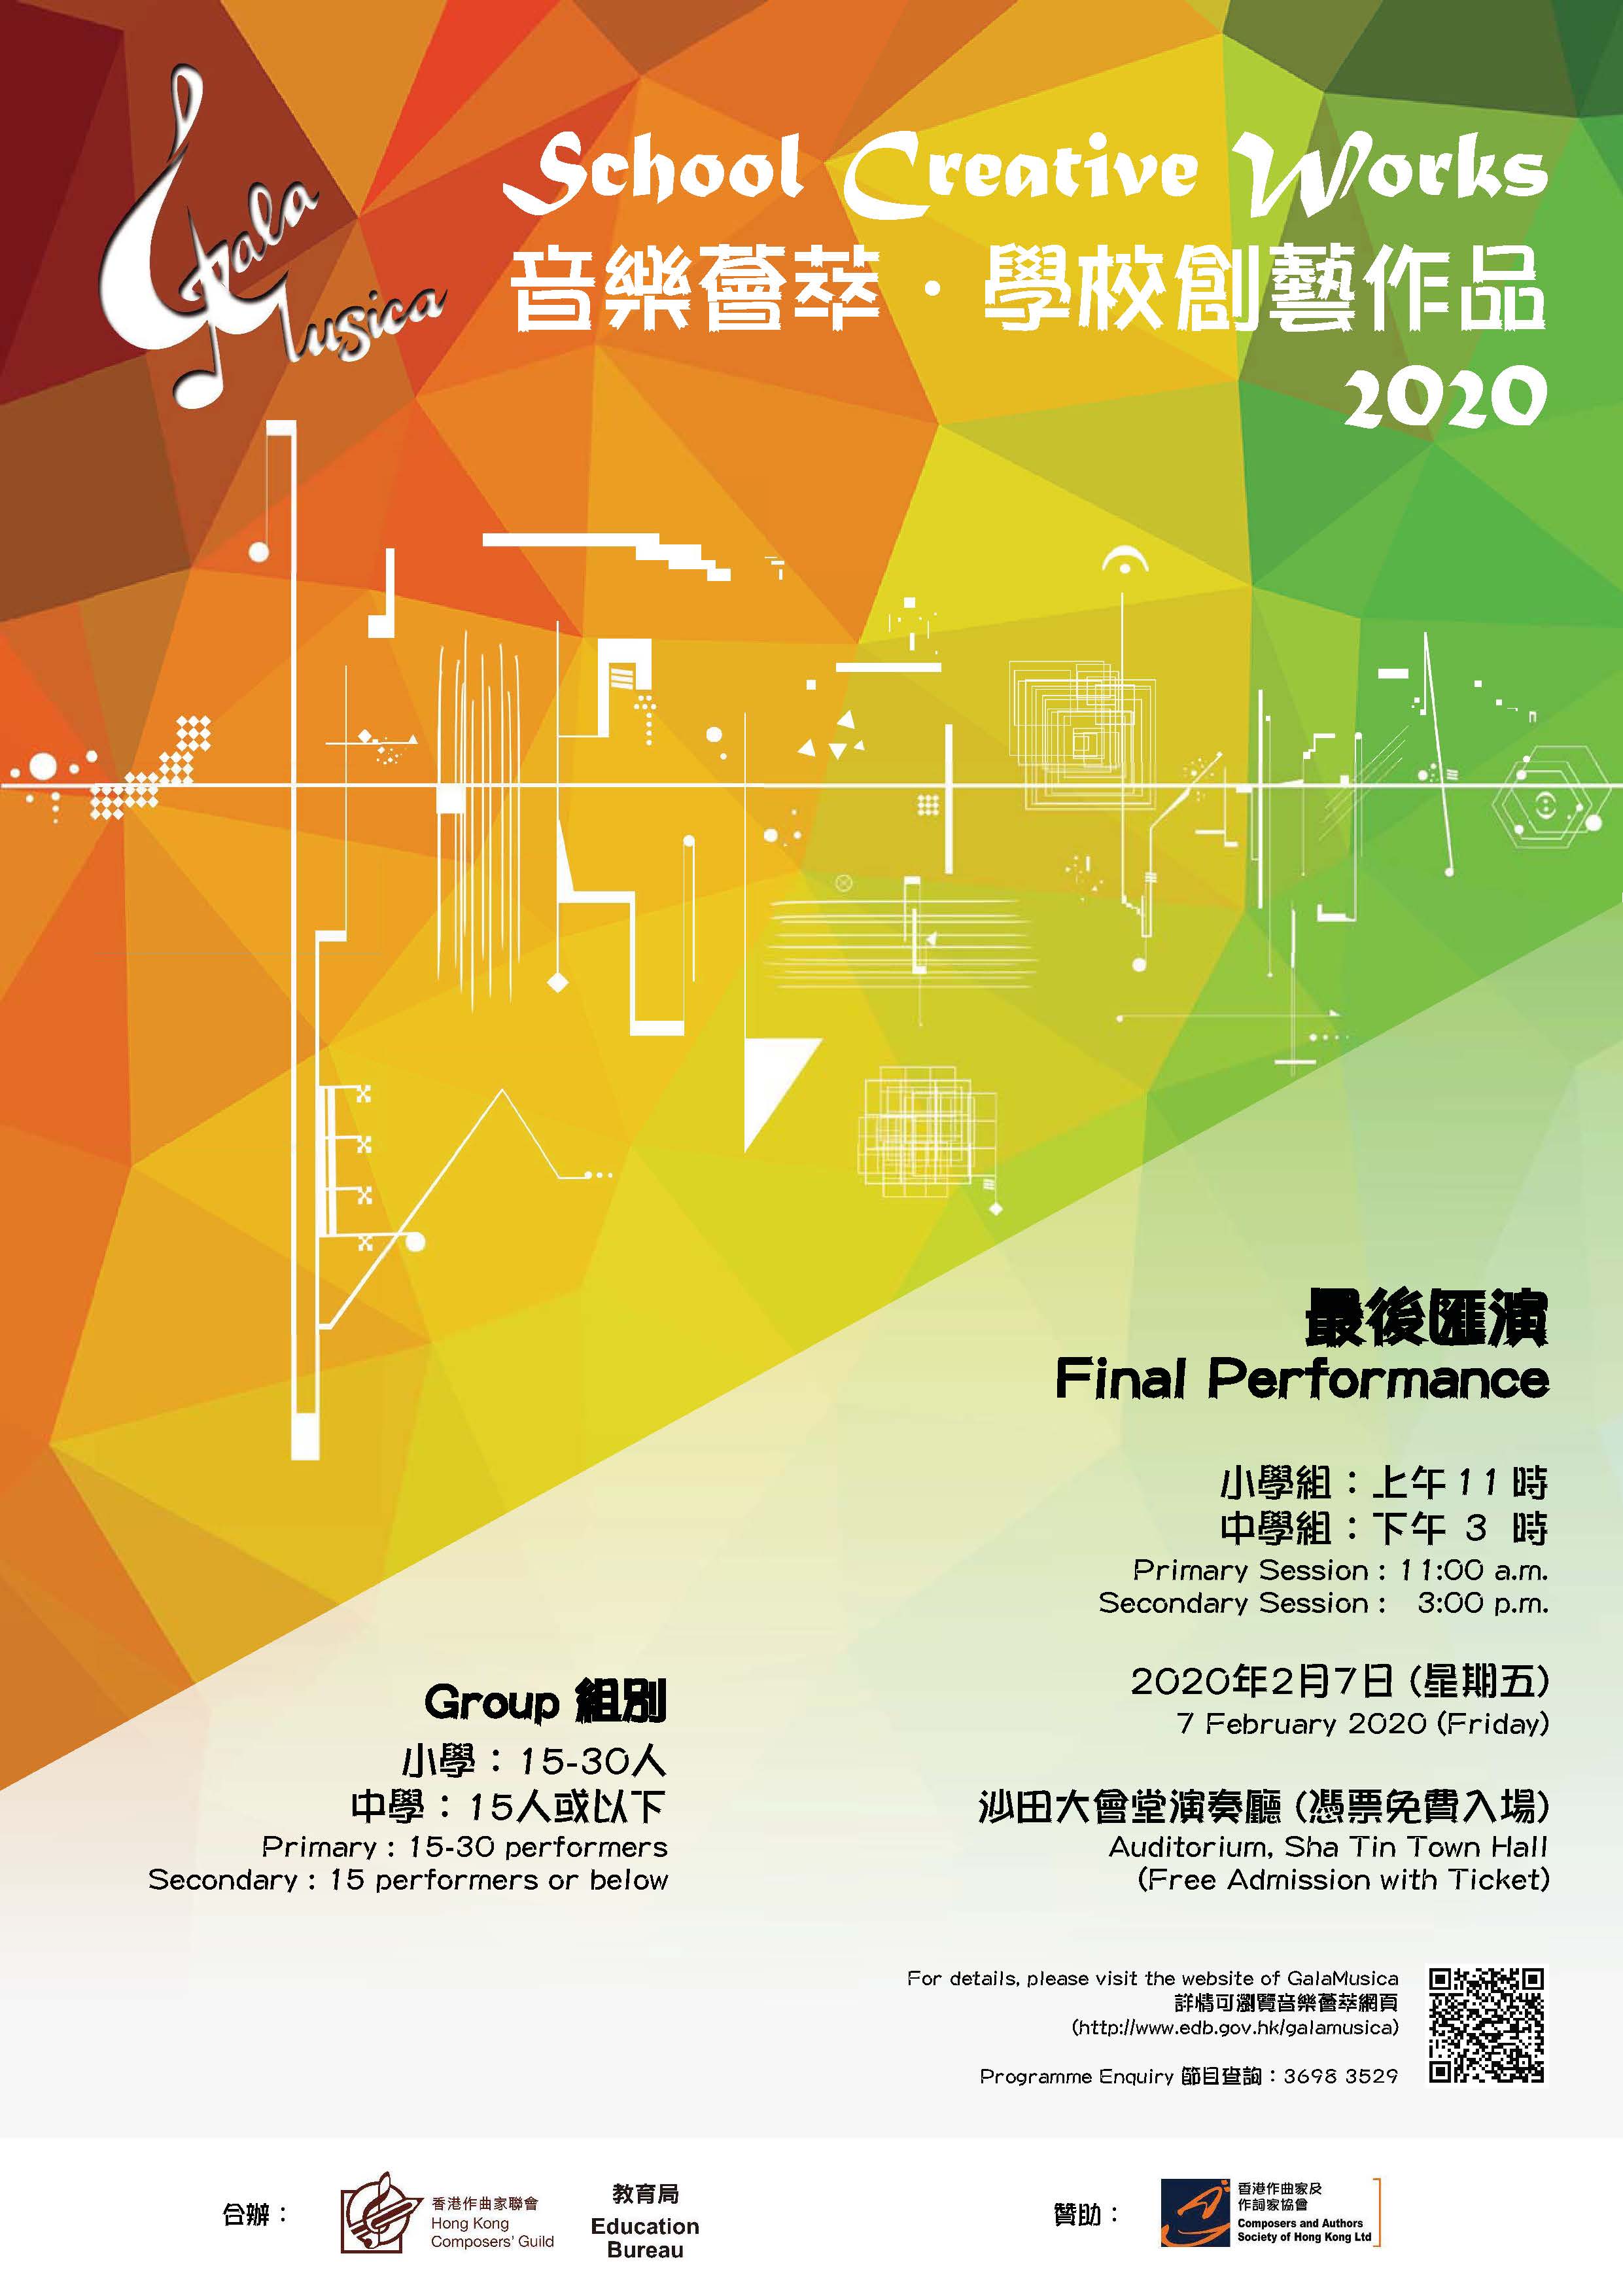 Gala
Musica
School Creative Works
音樂薈萃・學校創藝作品
2020
最後匯演
Final Performance
小學組：上午11時
中學組：下午 3 時
Primary Session : 11:00 a.m.
Secondary Session : 3:00 p.m.
2020年2月7日 (星期五)
7 February 2020 (Friday)
沙田大會堂演奏廳 (憑票免費入場)
Auditorium, Sha Tin Town Hall
(Free Admission with Ticket)
Group 組別
小學：15-30人
中學：15人或以下
Primary : 15-30 performers
Secondary : 15 performers or below
For details, please visit the website of GalaMusica
詳情可瀏覽音樂薈萃網頁
(http://www.edb.gov.hk/galamusica)
Programme Enquiry 節目查詢：3698 3529
合辦：
香港作曲家聯會
Hong Kong
Composers' Guild
教育局
Education
Bureau
贊助：
香港作曲家及
作詞家協會
Composers and Authors
Society of Hong Kong Ltd